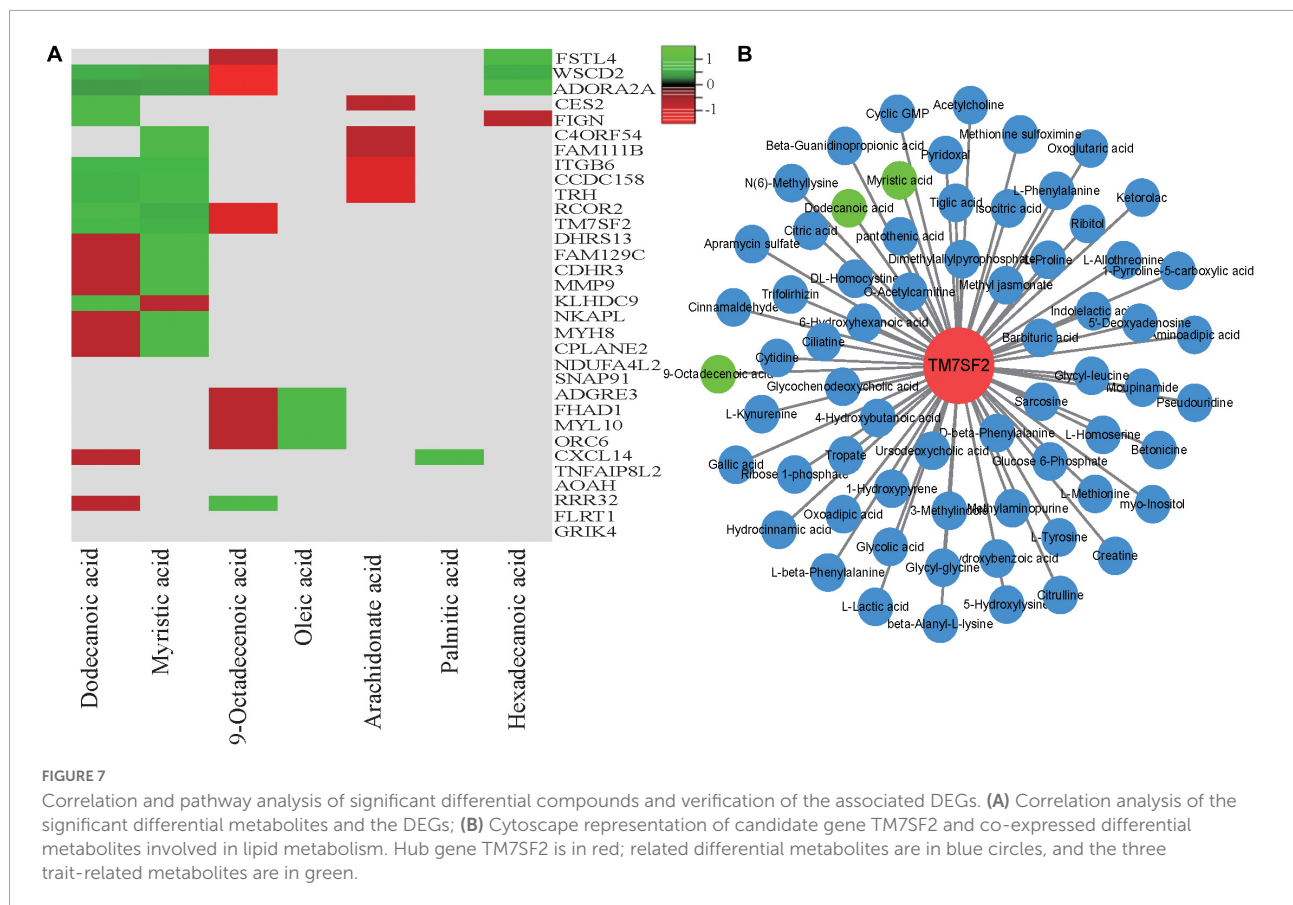 A
FSTL4
WSCD2
ADORA2A
CES2
FIGN
C4ORF54
FAM111B
ITGB6
CCDC158
TRH
RCOR2
TM7SF2
DHRS13
FAM129C
CDHR3
MMP9
KLHDC9
NKAPL
MYH8
CPLANE2
NDUFA4L2
SNAP91
ADGRE3
FHAD1
MYL10
ORC6
CXCL14
TNFAIP8L2
AOAH
RRR32
FLRT1
GRIK4
1
0
-1
Dodecanoic acid
Myristic acid
9-Octadecenoic acid
Oleic acid
Arachidonate acid
Palmitic acid
Hexadecanoic acid
B
Cyclic GMP
Acetylcholine
Beta-Guanidinopropionic acid
Pyridoxal
Methionine sulfoximine
Oxoglutaric acid
N(6)-Methyllysine
Myristic acid
Tiglic acid
L-Phenylalanine
Ketorolac
Dodecanoic acid
Isocitric acid
Ribitol
Apramycin sulfate
Citric acid
pantothenic acid
Dimethylallylpyrophosphate
L-Proline
L-Allothreonine
1-Pyrroline-5-carboxylic acid
DL-Homocystine
O-Acetylcarnitine
Methyl jasmonate
Cinnamaldehyde
Trifolirhizin
6-Hydroxyhexanoic acid
Indolelactic acid
5'-Deoxyadenosine
Aminoadipic acid
Ciliatine
Barbituric acid
TM7SF2
9-Octadecenoic acid
Cytidine
Glycochenodeoxycholic acid
Glycyl-leucine
Moupinamide
Pseudouridine
L-Kynurenine
4-Hydroxybutanoic acid
Sarcosine
D-beta-Phenylalanine
L-Homoserine
Betonicine
Gallic acid
Ribose 1-phosphate
Tropate
Ursodeoxycholic acid
Glucose 6-Phosphate
1-Hydroxypyrene
L-Methionine
myo-Inositol
Hydrocinnamic acid
Oxoadipic acid
3-Methylindole
Methylaminopurine
L-Tyrosine
Creatine
L-beta-Phenylalanine
Glycolic acid
Glycyl-glycine
ydroxybenzoic acid
L-Lactic acid
beta-Alanyl-L-lysine
5-Hydroxylysine
Citrulline
FIGURE 7
Correlation and pathway analysis of significant differential compounds and verification of the associated DEGs. (A) Correlation analysis of the
significant differential metabolites and the DEGs; (B) Cytoscape representation of candidate gene TM7SF2 and co-expressed differential
metabolites involved in lipid metabolism. Hub gene TM7SF2 is in red; related differential metabolites are in blue circles, and the three
trait-related metabolites are in green.